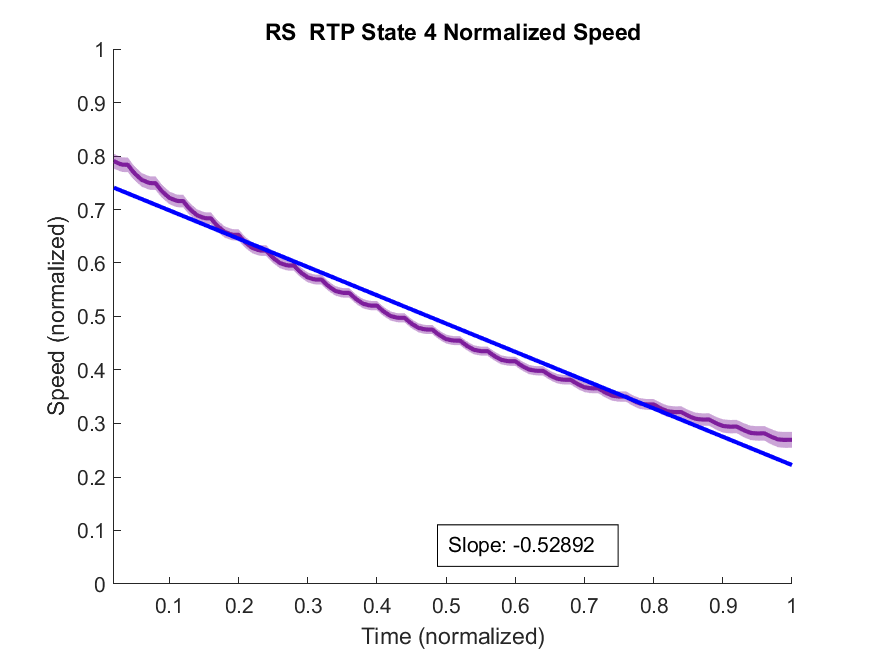 RS  RTP State 4 Normalized Speed
1
0.9
0.8
0.7
0.6
0.5
0.4
0.3
0.2
0.1
0
Speed (normalized)
Slope: -0.52892
0.1 0.2 0.3 0.4 0.5 0.6 0.7 0.8 0.9 1
Time (normalized)